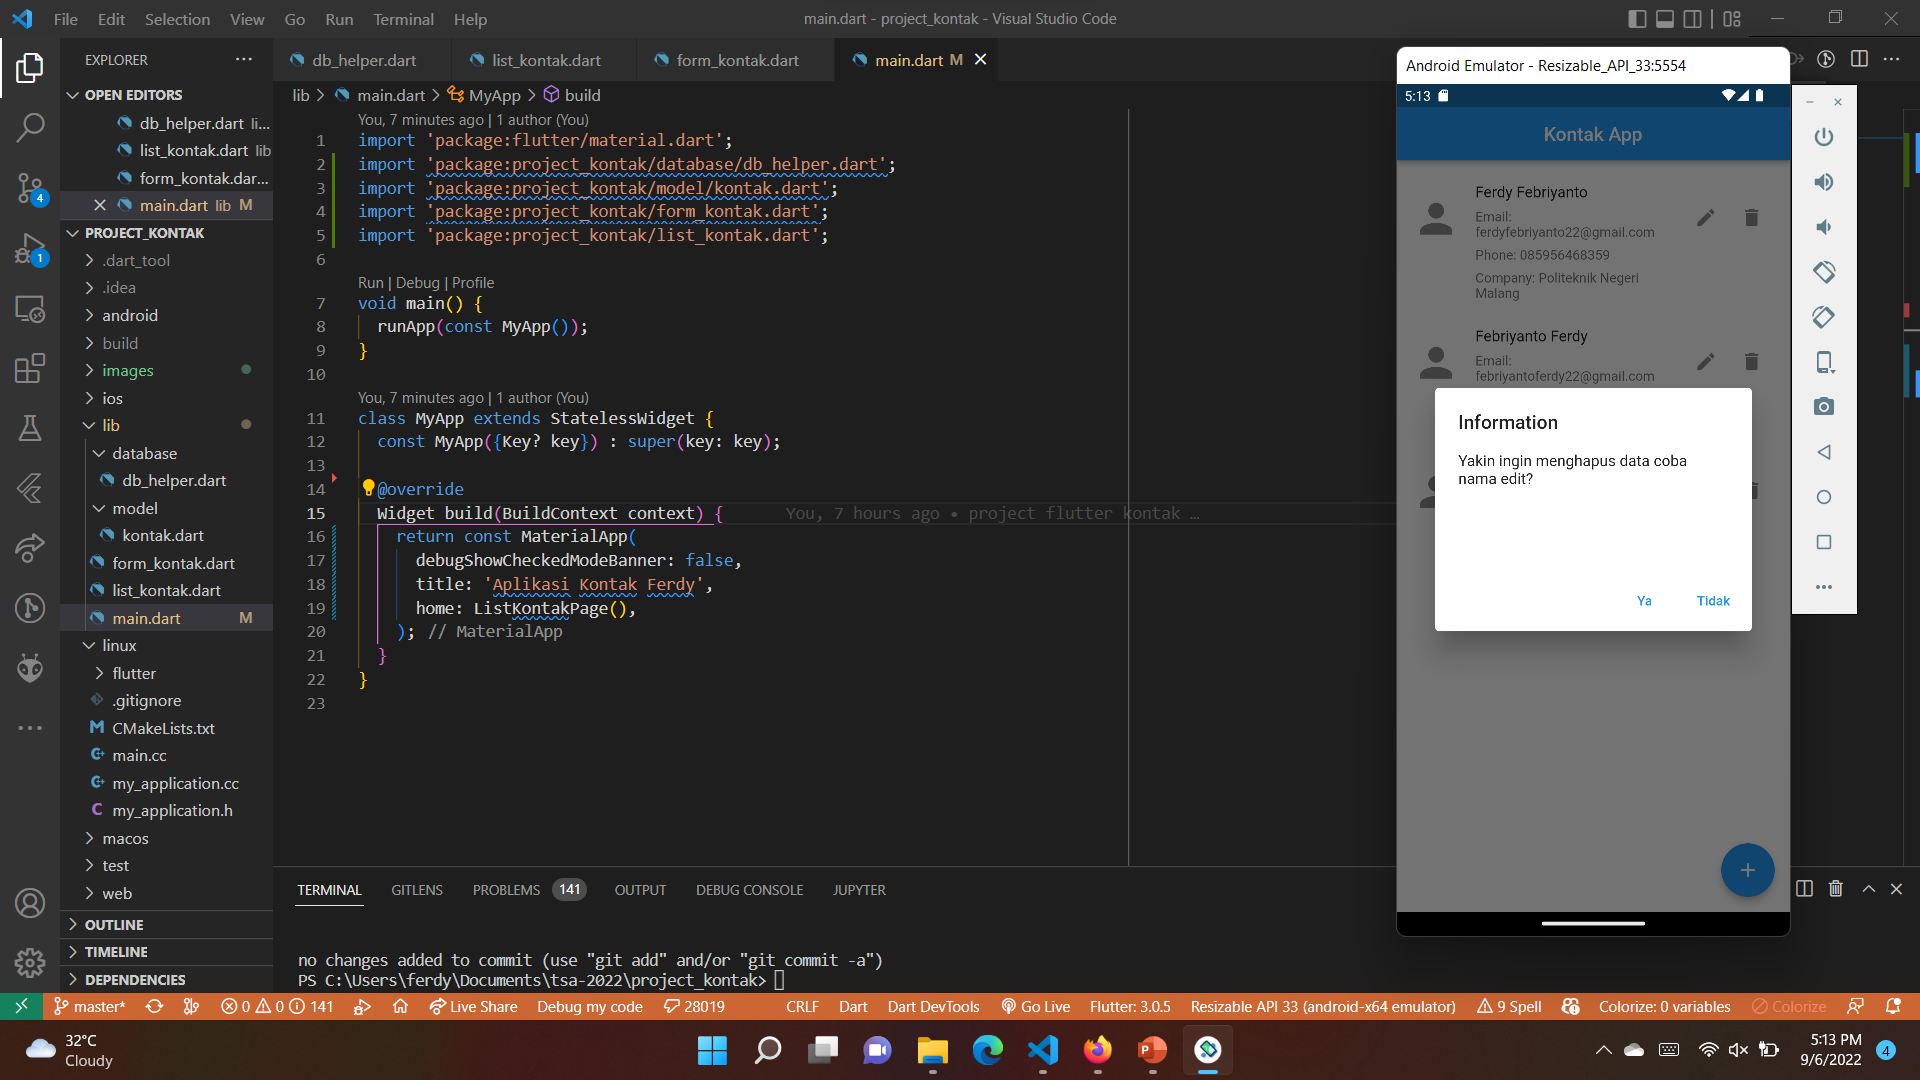 File Edit Selection View Go Run Terminal Help
main.dart - project_kontak - Visual Studio Code
EXPLORER
OPEN EDITORS
db_helper.dart li...
list_kontak.dart lib
form_kontak.dar...
main.dart lib M
PROJECT_KONTAK
.dart_tool
.idea
android
build
images
ios
lib
database
db_helper.dart
model
kontak.dart
form_kontak.dart
list_kontak.dart
main.dart M
linux
flutter
.gitignore
CMakeLists.txt
main.cc
my_application.cc
my_application.h
macos
test
web
OUTLINE
TIMELINE
DEPENDENCIES
4
1
db_helper.dart
list_kontak.dart
form_kontak.dart
main.dart M
lib > main.dart > MyApp > build
You, 7 minutes ago | 1 author (You)
1 import 'package:flutter/material.dart';
2 import 'package:project_kontak/database/db_helper.dart';
3 import 'package:project_kontak/model/kontak.dart';
4 import 'package:project_kontak/form_kontak.dart';
5 import 'package:project_kontak/list_kontak.dart';
6
Run | Debug | Profile
7 void main() {
8 runApp(const MyApp());
9 }
10
You, 7 minutes ago | 1 author (You)
11 class MyApp extends StatelessWidget {
12 const MyApp({Key? key}) : super(key: key);
13
14 @override
15 Widget build(BuildContext context) { You, 7 hours ago • project flutter kontak …
16 return const MaterialApp(
17 debugShowCheckedModeBanner: false,
18 title: 'Aplikasi Kontak Ferdy',
19 home: ListKontakPage(),
20 ); // MaterialApp
21 }
22 }
23
TERMINAL GITLENS PROBLEMS 141 OUTPUT DEBUG CONSOLE JUPYTER
no changes added to commit (use "git add" and/or "git commit -a")
PS C:\Users\ferdy\Documents\tsa-2022\project_kontak>
Android Emulator - Resizable_API_33:5554
5:13
Kontak App
Ferdy Febriyanto
Email:
ferdyfebriyanto22@gmail.com
Phone: 085956468359
Company: Politeknik Negeri
Malang
Febriyanto Ferdy
Email:
febriyantoferdy22@gmail.com
Information
Yakin ingin menghapus data coba
nama edit?
Ya Tidak
master* 0 0 141 Live Share Debug my code 28019 CRLF Dart Dart DevTools Go Live Flutter: 3.0.5 Resizable API 33 (android-x64 emulator) 9 Spell Colorize: 0 variables Colorize
32°C
Cloudy
5:13 PM
9/6/2022
4